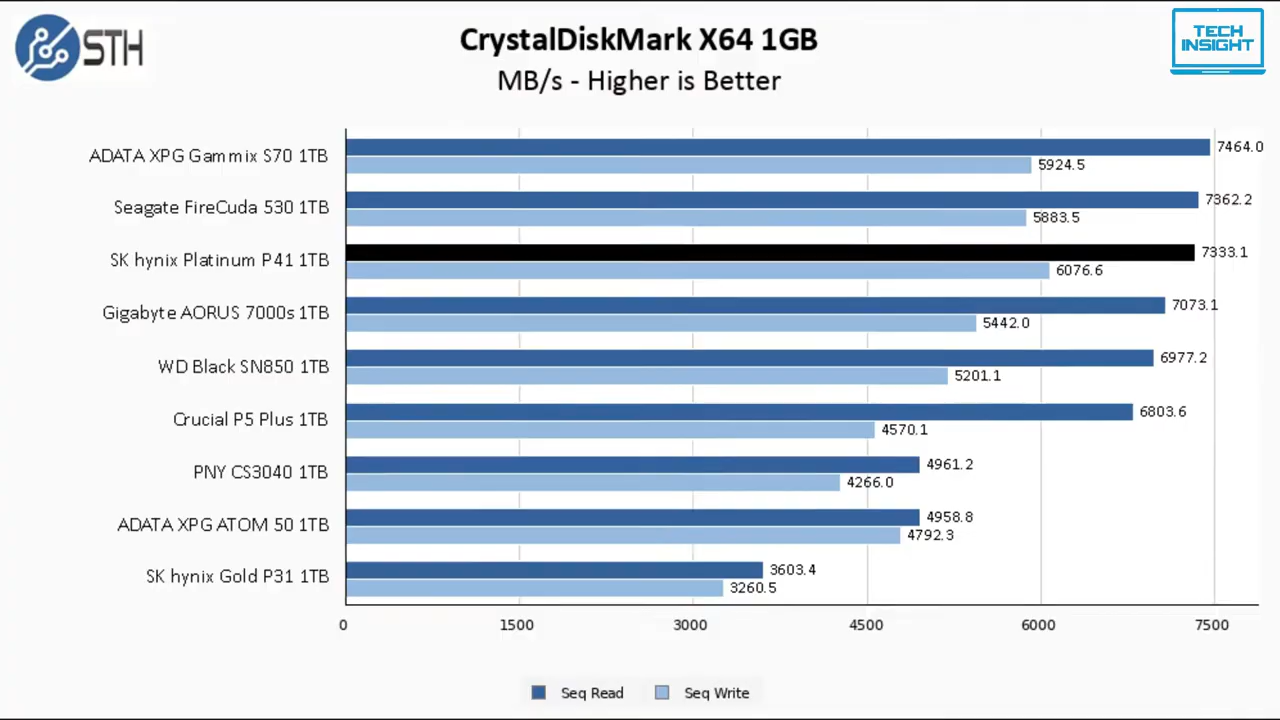 STH
CrystalDiskMark X64 1GB
MB/s - Higher is Better
TECH
INSIGHT
ADATA XPG Gammix S70 1TB
7464.0
5924.5
Seagate FireCuda 530 1TB
7362.2
5883.5
SK hynix Platinum P41 1TB
7333.1
6076.6
Gigabyte AORUS 7000s 1TB
7073.1
5442.0
WD Black SN850 1TB
6977.2
5201.1
Crucial P5 Plus 1TB
6803.6
4570.1
PNY CS3040 1TB
4961.2
4266.0
ADATA XPG ATOM 50 1TB
4958.8
4792.3
SK hynix Gold P31 1TB
3603.4
3260.5
0 1500 3000 4500 6000 7500
Seq Read Seq Write